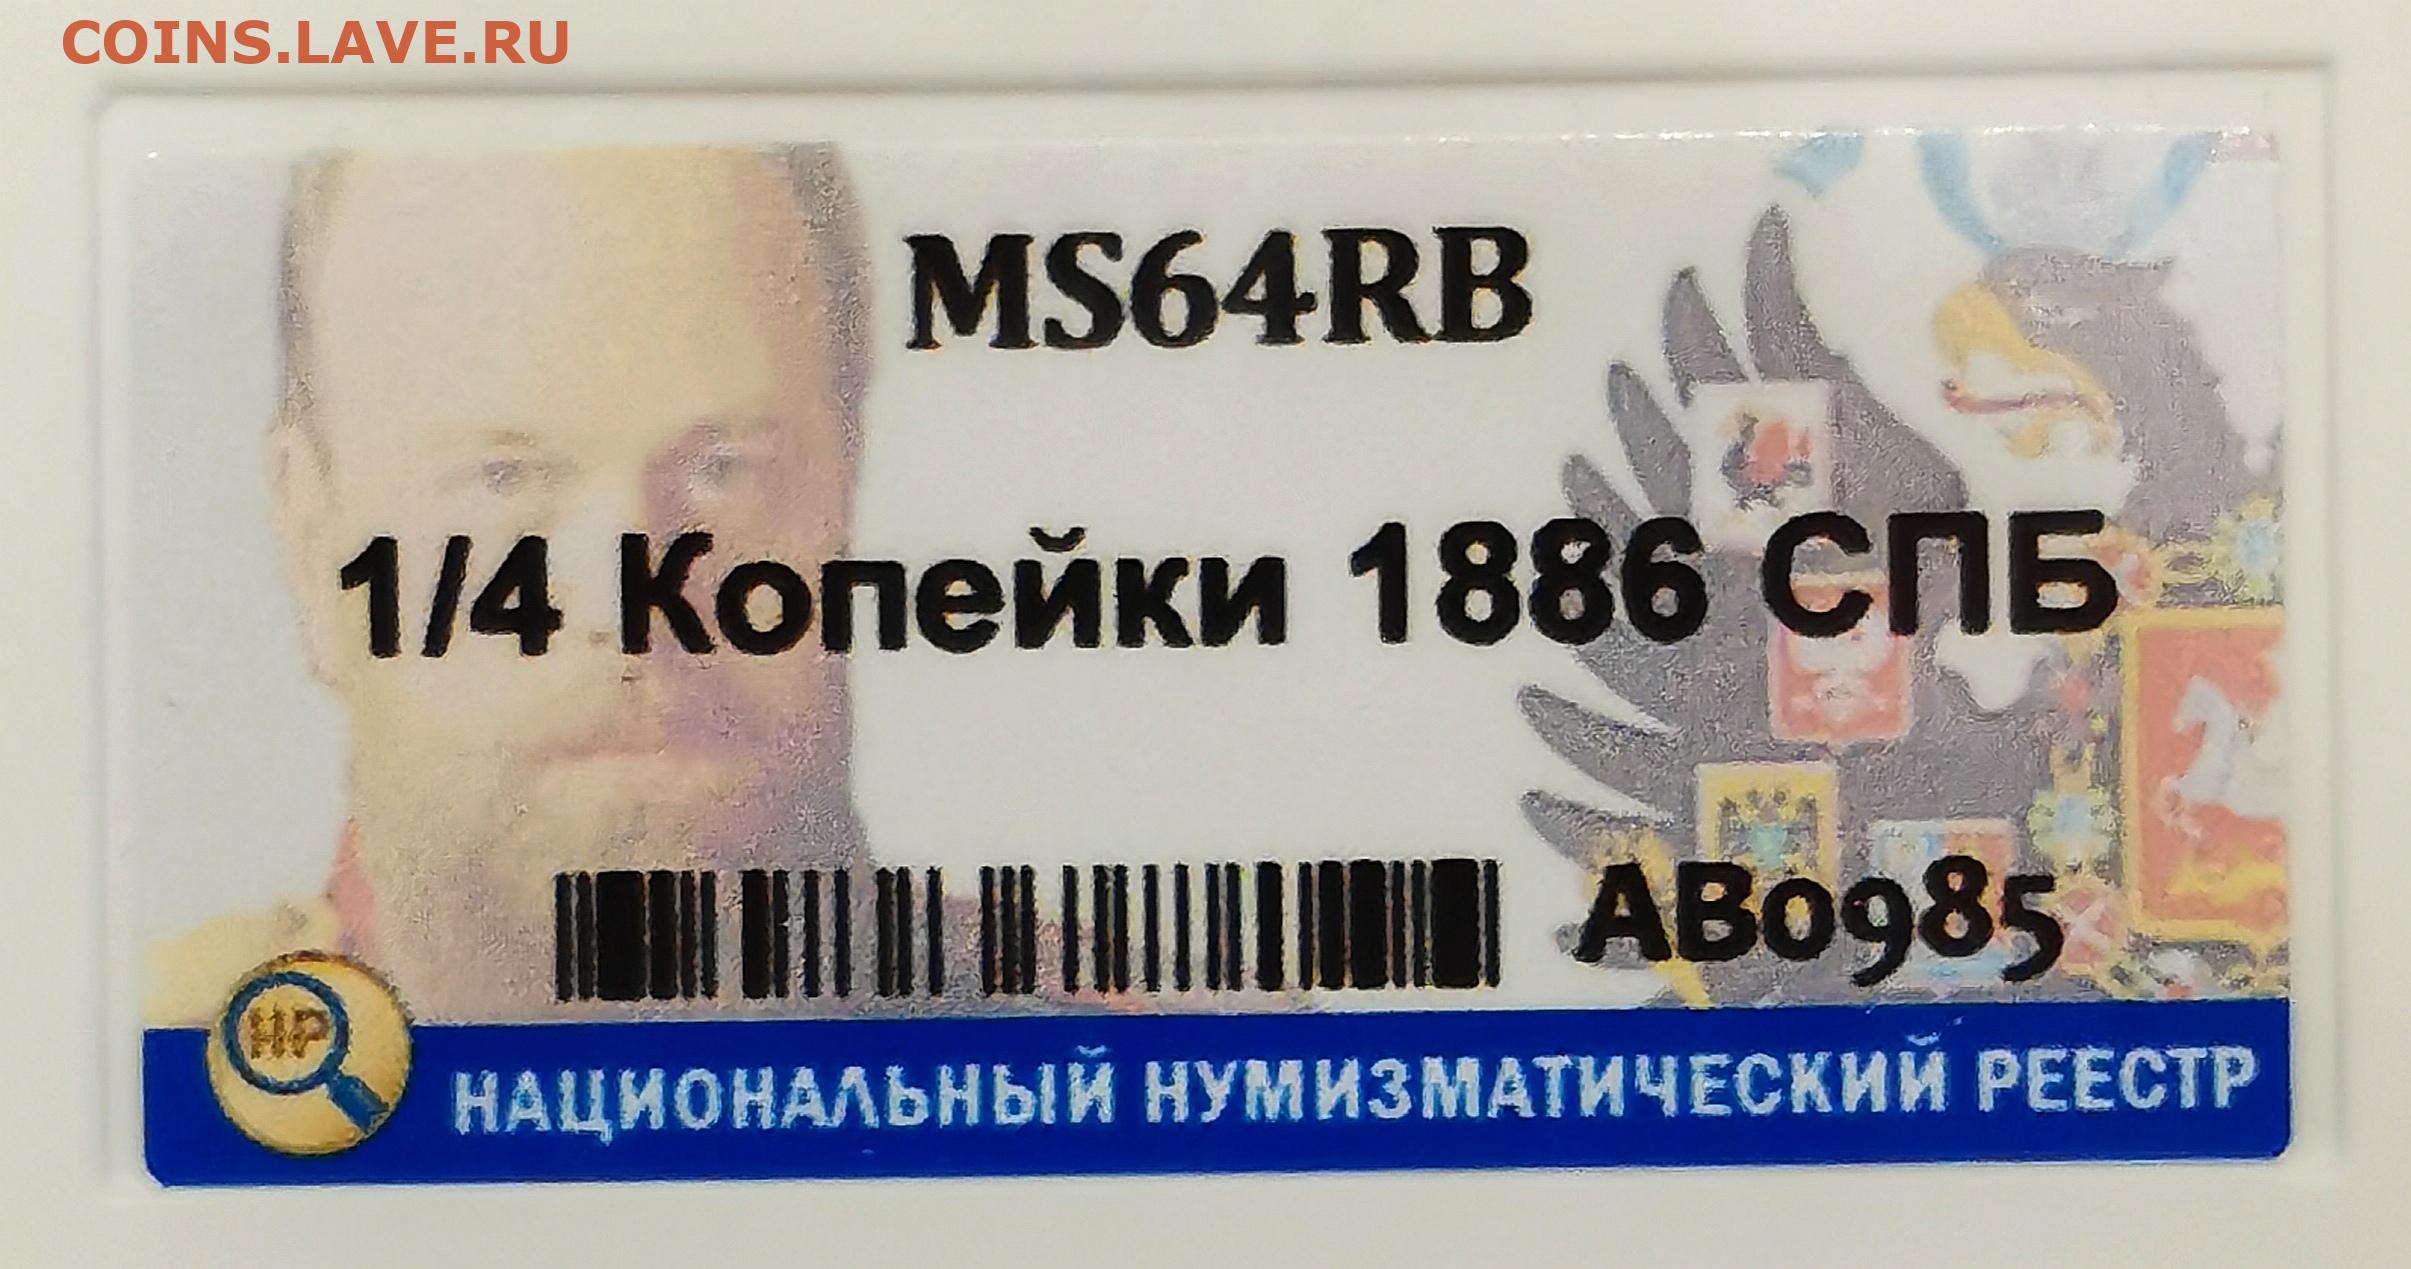 COINS.LAVE.RU
MS64RB
1/4 Копейки 1886 СПБ
AB0985
НР
НАЦИОНАЛЬНЫЙ НУМИЗМАТИЧЕСКИЙ РЕЕСТР